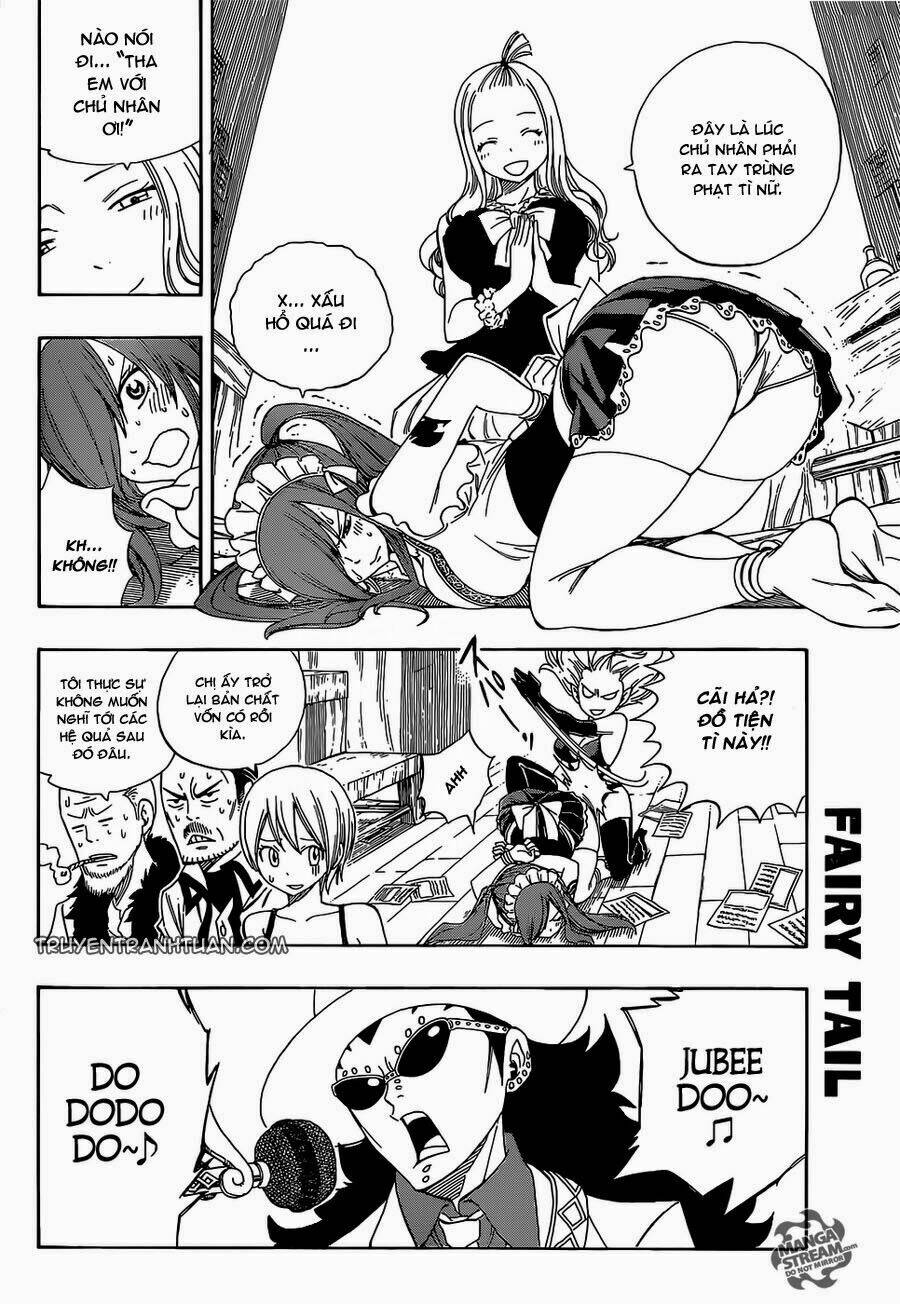 ĐÂY LÀ LÚC
CHỦ NHÂN PHẢI
RA TAY TRỪNG
PHẠT TÌ NỮ.
X... XẤU
HỔ QUÁ ĐI
...
NÀO NÓI
ĐI... "THA
EM VỚI
CHỦ NHÂN
ƠI!"
KH...
KHÔNG!!
CÃI HẢ?!
ĐỒ TIỆN
TÌ NÀY!!
AHH
CHỊ ẤY TRỞ
LẠI BẢN CHẤT
VỐN CÓ RỒI
KÌA.
TÔI THỰC SỰ
KHÔNG MUỐN
NGHĨ TỚI CÁC
HỆ QUẢ SAU
ĐÓ ĐÂU.
TRUYENTRANHTUAN.COM
FAIRY TAIL
JUBEE
DOO~
♫
DO
DODO
DO~♪
MANGA
STREAM.com
DO NOT MIRROR